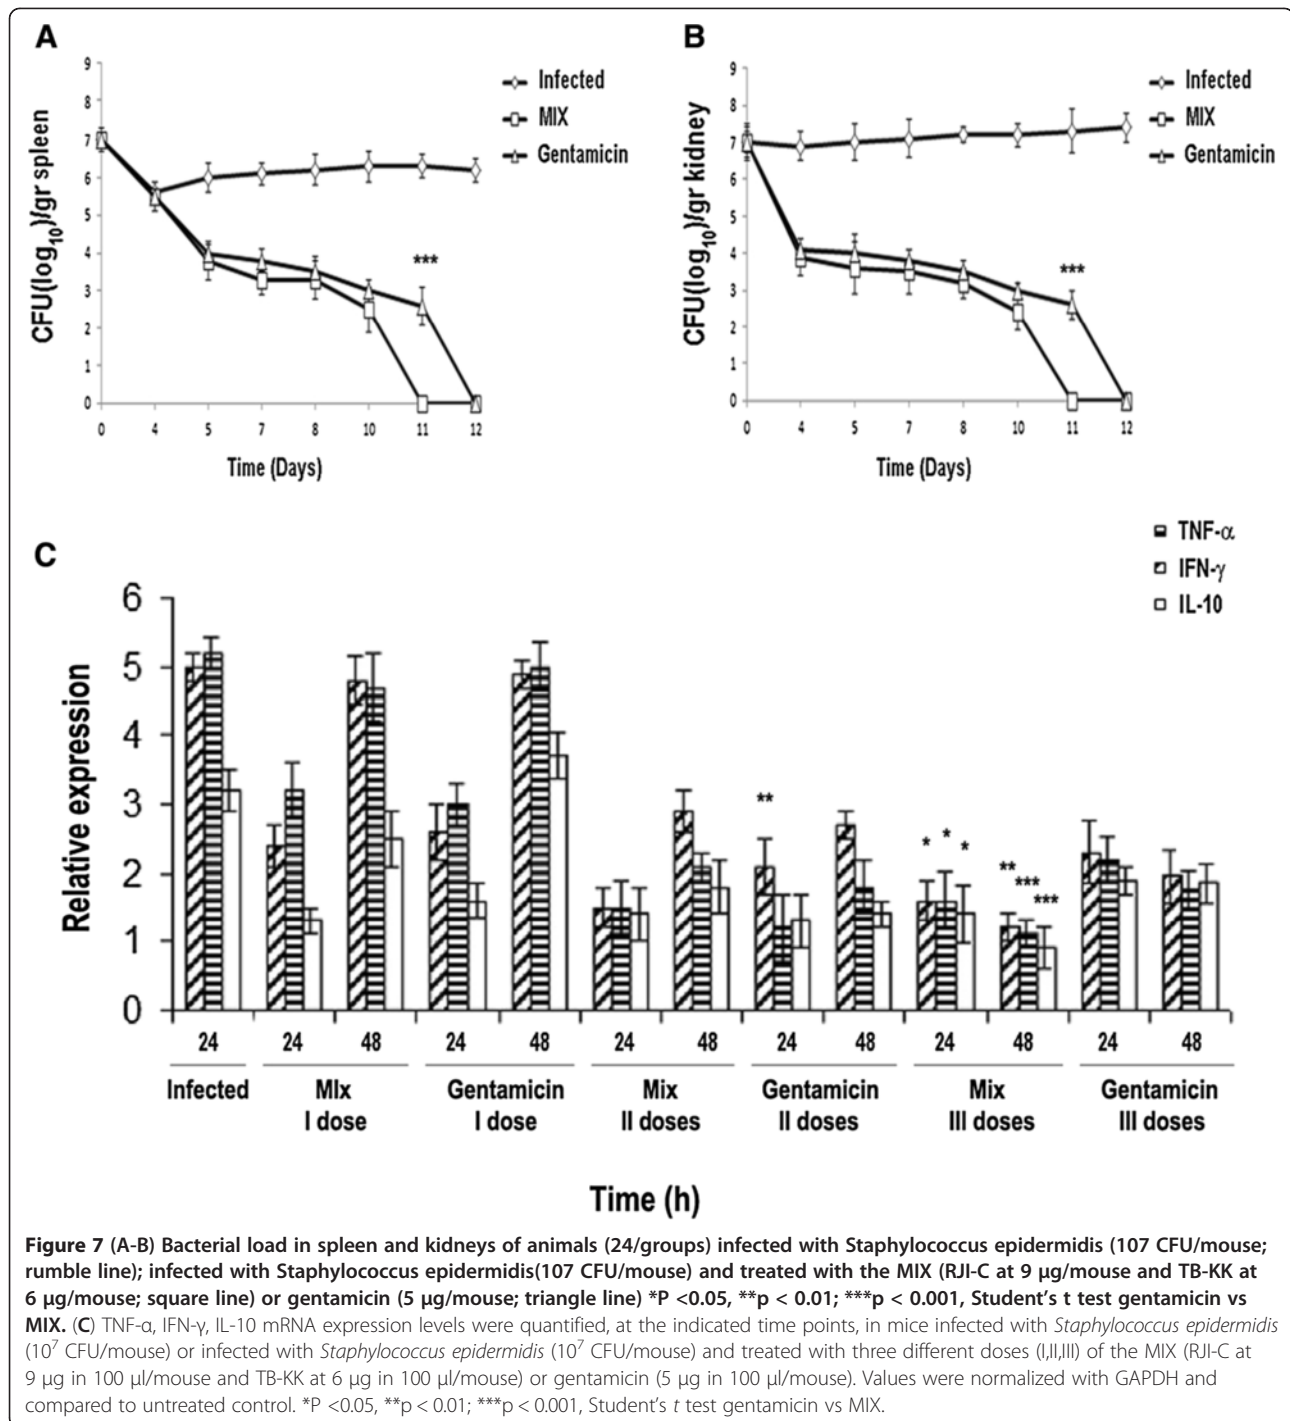 A
CFU(log10)/gr spleen
9
8
7
6
5
4
3
2
1
0
***
0 4 5 7 8 10 11 12
Time (Days)
Infected
MIX
Gentamicin
B
CFU(log10)/gr kidney
9
8
7
6
5
4
3
2
1
0
***
0 4 5 7 8 10 11 12
Time (Days)
Infected
MIX
Gentamicin
C
TNF-α
IFN-γ
IL-10
Relative expression
6
5
4
3
2
1
0
** * * * ** *** ***
24 24 48 24 48 24 48 24 48 24 48 24 48
Infected MIx Gentamicin Mix Gentamicin Mix Gentamicin
I dose I dose II doses II doses III doses III doses
Time (h)
Figure 7 (A-B) Bacterial load in spleen and kidneys of animals (24/groups) infected with Staphylococcus epidermidis (107 CFU/mouse;
rumble line); infected with Staphylococcus epidermidis(107 CFU/mouse) and treated with the MIX (RJI-C at 9 μg/mouse and TB-KK at
6 μg/mouse; square line) or gentamicin (5 μg/mouse; triangle line) *P <0.05, **p < 0.01; ***p < 0.001, Student's t test gentamicin vs
MIX. (C) TNF-α, IFN-γ, IL-10 mRNA expression levels were quantified, at the indicated time points, in mice infected with Staphylococcus epidermidis
(10⁷ CFU/mouse) or infected with Staphylococcus epidermidis (10⁷ CFU/mouse) and treated with three different doses (I,II,III) of the MIX (RJI-C at
9 μg in 100 μl/mouse and TB-KK at 6 μg in 100 μl/mouse) or gentamicin (5 μg in 100 μl/mouse). Values were normalized with GAPDH and
compared to untreated control. *P <0.05, **p < 0.01; ***p < 0.001, Student's t test gentamicin vs MIX.